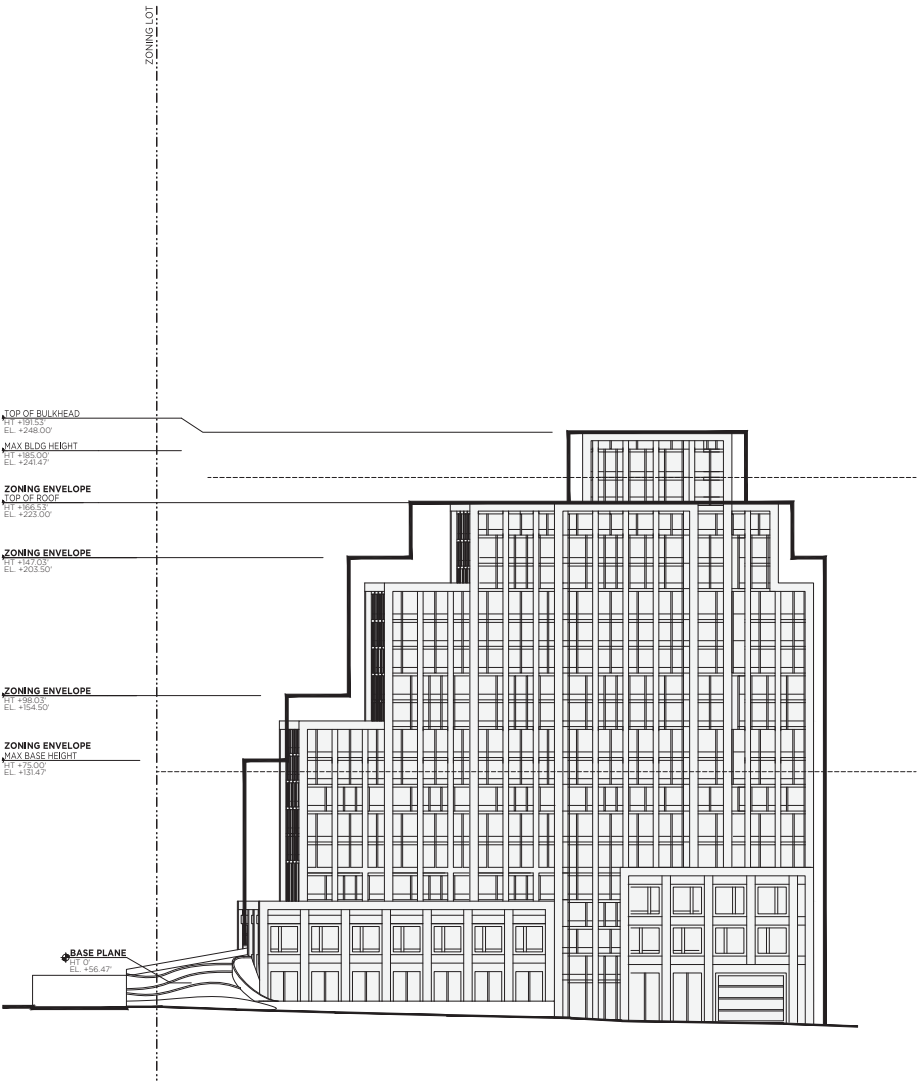 ZONING LOT
TOP OF BULKHEAD
HT +191.53'
EL. +248.00'
MAX BLDG HEIGHT
HT +185.00'
EL. +241.47'
ZONING ENVELOPE
TOP OF ROOF
HT +166.53'
EL. +223.00'
ZONING ENVELOPE
HT +147.03'
EL. +203.50'
ZONING ENVELOPE
HT +98.03'
EL. +154.50'
ZONING ENVELOPE
MAX BASE HEIGHT
HT +75.00'
EL. +131.47'
BASE PLANE
HT 0'
EL. +56.47'